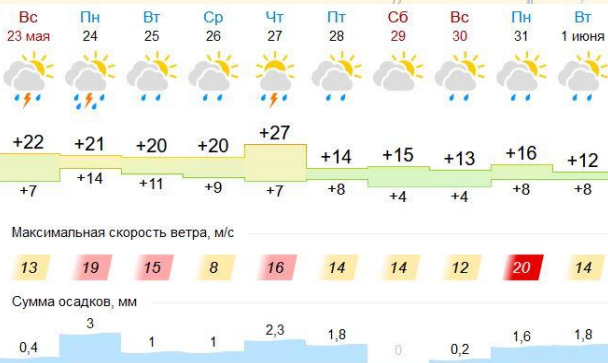 Вс Пн Вт Ср Чт Пт Сб Вс Пн Вт
23 мая 24 25 26 27 28 29 30 31 1 июня
+22 +21 +20 +20 +27 +14 +15 +13 +16 +12
+7 +14 +11 +9 +7 +8 +4 +4 +8 +8
Максимальная скорость ветра, м/с
13 19 15 8 16 14 14 12 20 14
Сумма осадков, мм
0,4 3 1 1 2,3 1,8 0 0,2 1,6 1,8